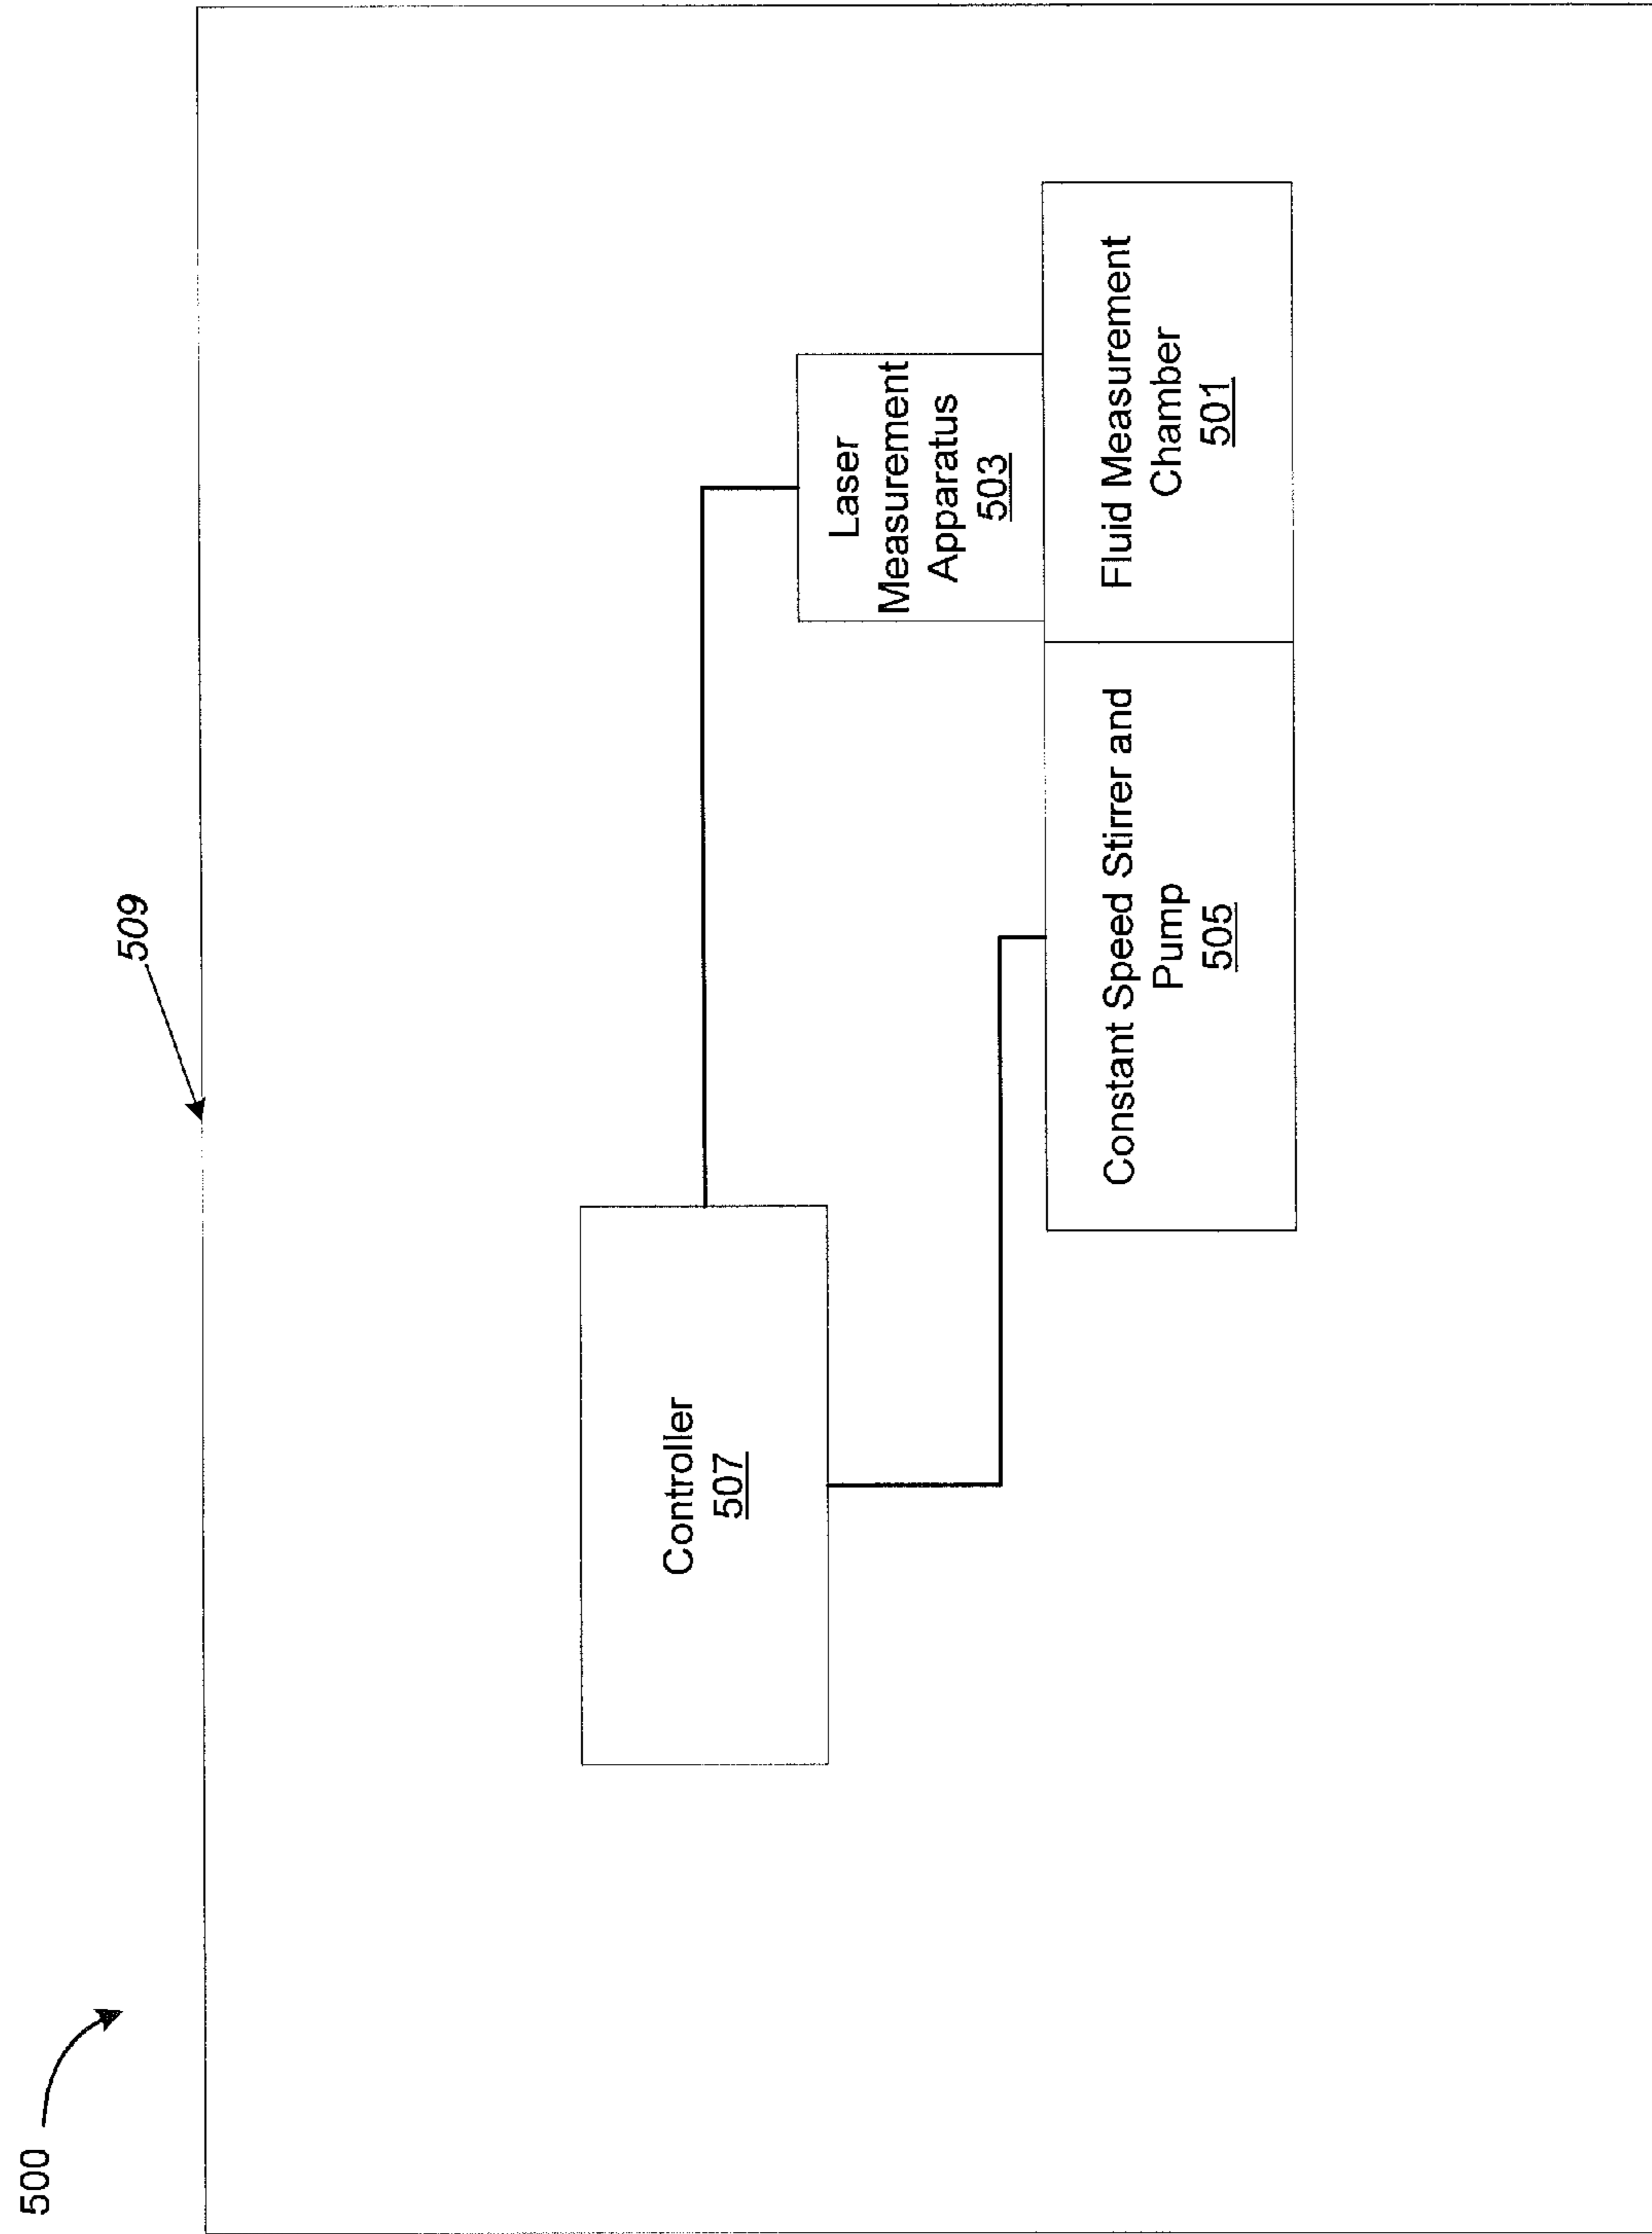 500
509
Controller
507
Laser
Measurement
Apparatus
503
Constant Speed Stirrer and
Pump
505
Fluid Measurement
Chamber
501